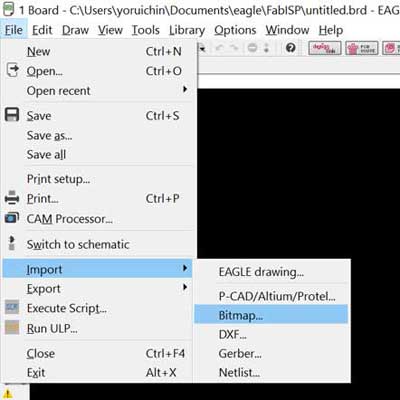 1 Board - C:\Users\yoruichin\Documents\eagle\FabISP\untitled.brd - EAG
File Edit Draw View Tools Library Options Window Help
New Ctrl+N
Open... Ctrl+O
Open recent
Save Ctrl+S
Save as...
Save all
Print setup...
Print... Ctrl+P
CAM Processor...
Switch to schematic
Import
Export
Execute Script...
Run ULP...
Close Ctrl+F4
Exit Alt+X
EAGLE drawing...
P-CAD/Altium/Protel...
Bitmap...
DXF...
Gerber...
Netlist...